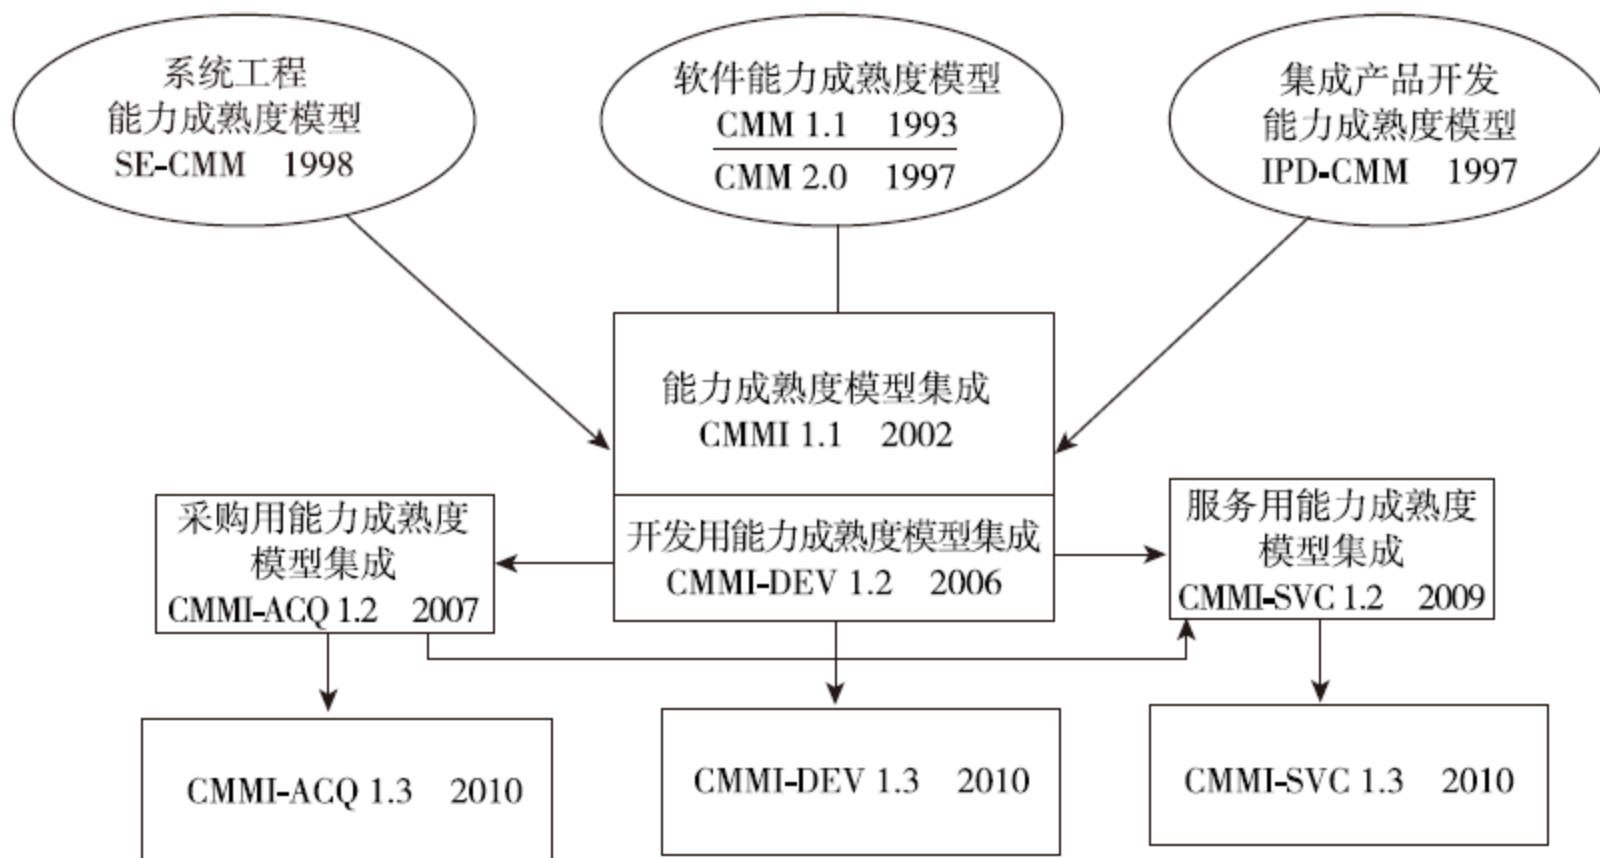 系统工程
能力成熟度模型
SE-CMM 1998
软件能力成熟度模型
CMM 1.1 1993
CMM 2.0 1997
集成产品开发
能力成熟度模型
IPD-CMM 1997
能力成熟度模型集成
CMMI 1.1 2002
采购用能力成熟度
模型集成
CMMI-ACQ 1.2 2007
开发用能力成熟度模型集成
CMMI-DEV 1.2 2006
服务用能力成熟度
模型集成
CMMI-SVC 1.2 2009
CMMI-ACQ 1.3 2010
CMMI-DEV 1.3 2010
CMMI-SVC 1.3 2010